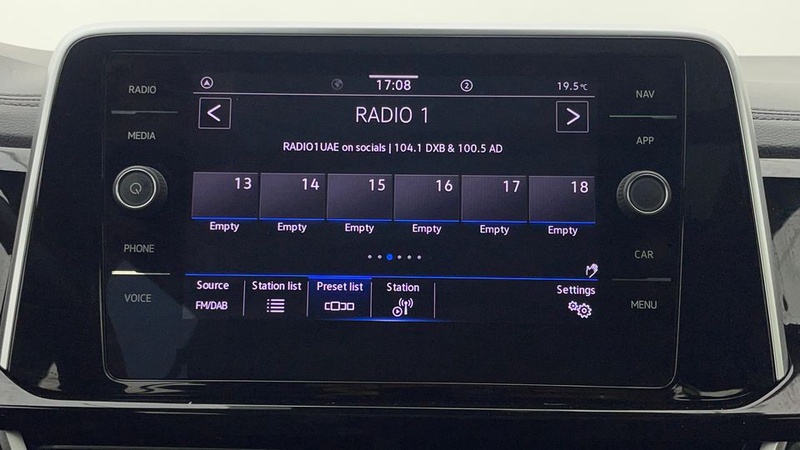 RADIO
MEDIA
PHONE
VOICE
17:08
2
19.5°C
<
RADIO 1
>
RADIO1UAE on socials | 104.1 DXB & 100.5 AD
13 14 15 16 17 18
Empty Empty Empty Empty Empty Empty
Source Station list Preset list Station Settings
FM/DAB
NAV
APP
CAR
MENU